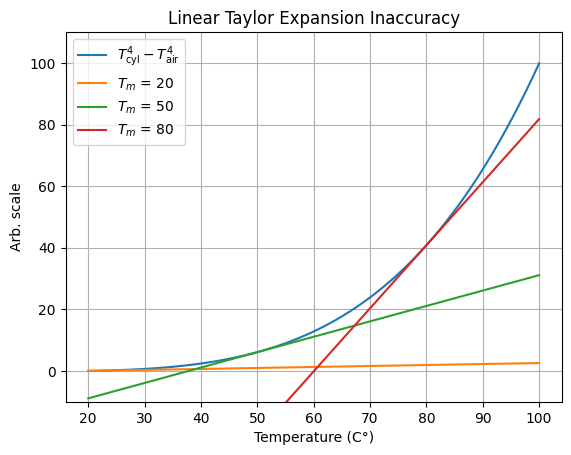 Linear Taylor Expansion Inaccuracy
T⁴cyl − T⁴air
Tm = 20
Tm = 50
Tm = 80
Arb. scale
100
80
60
40
20
0
20 30 40 50 60 70 80 90 100
Temperature (C°)